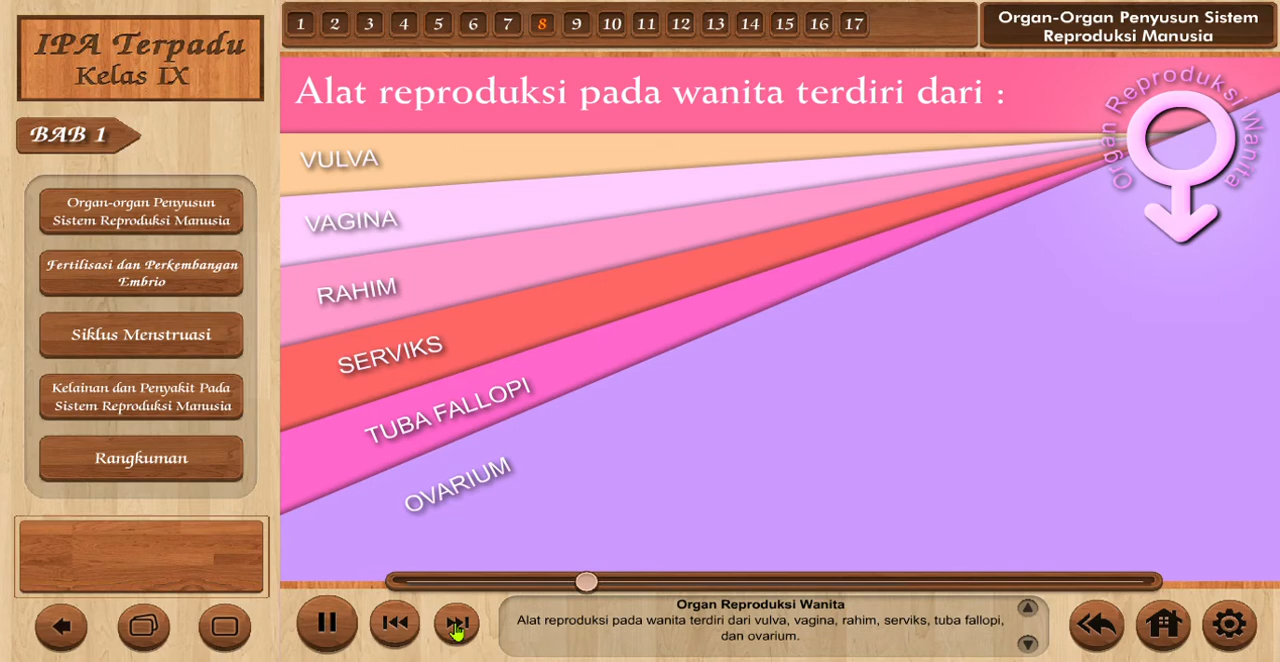 IPA Terpadu
Kelas IX
BAB 1
Organ-organ Penyusun
Sistem Reproduksi Manusia
Fertilisasi dan Perkembangan
Embrio
Siklus Menstruasi
Kelainan dan Penyakit Pada
Sistem Reproduksi Manusia
Rangkuman
1 2 3 4 5 6 7 8 9 10 11 12 13 14 15 16 17
Organ-Organ Penyusun Sistem
Reproduksi Manusia
Alat reproduksi pada wanita terdiri dari :
Organ Reproduksi Wanita
VULVA
VAGINA
RAHIM
SERVIKS
TUBA FALLOPI
OVARIUM
Organ Reproduksi Wanita
Alat reproduksi pada wanita terdiri dari vulva, vagina, rahim, serviks, tuba fallopi,
dan ovarium.